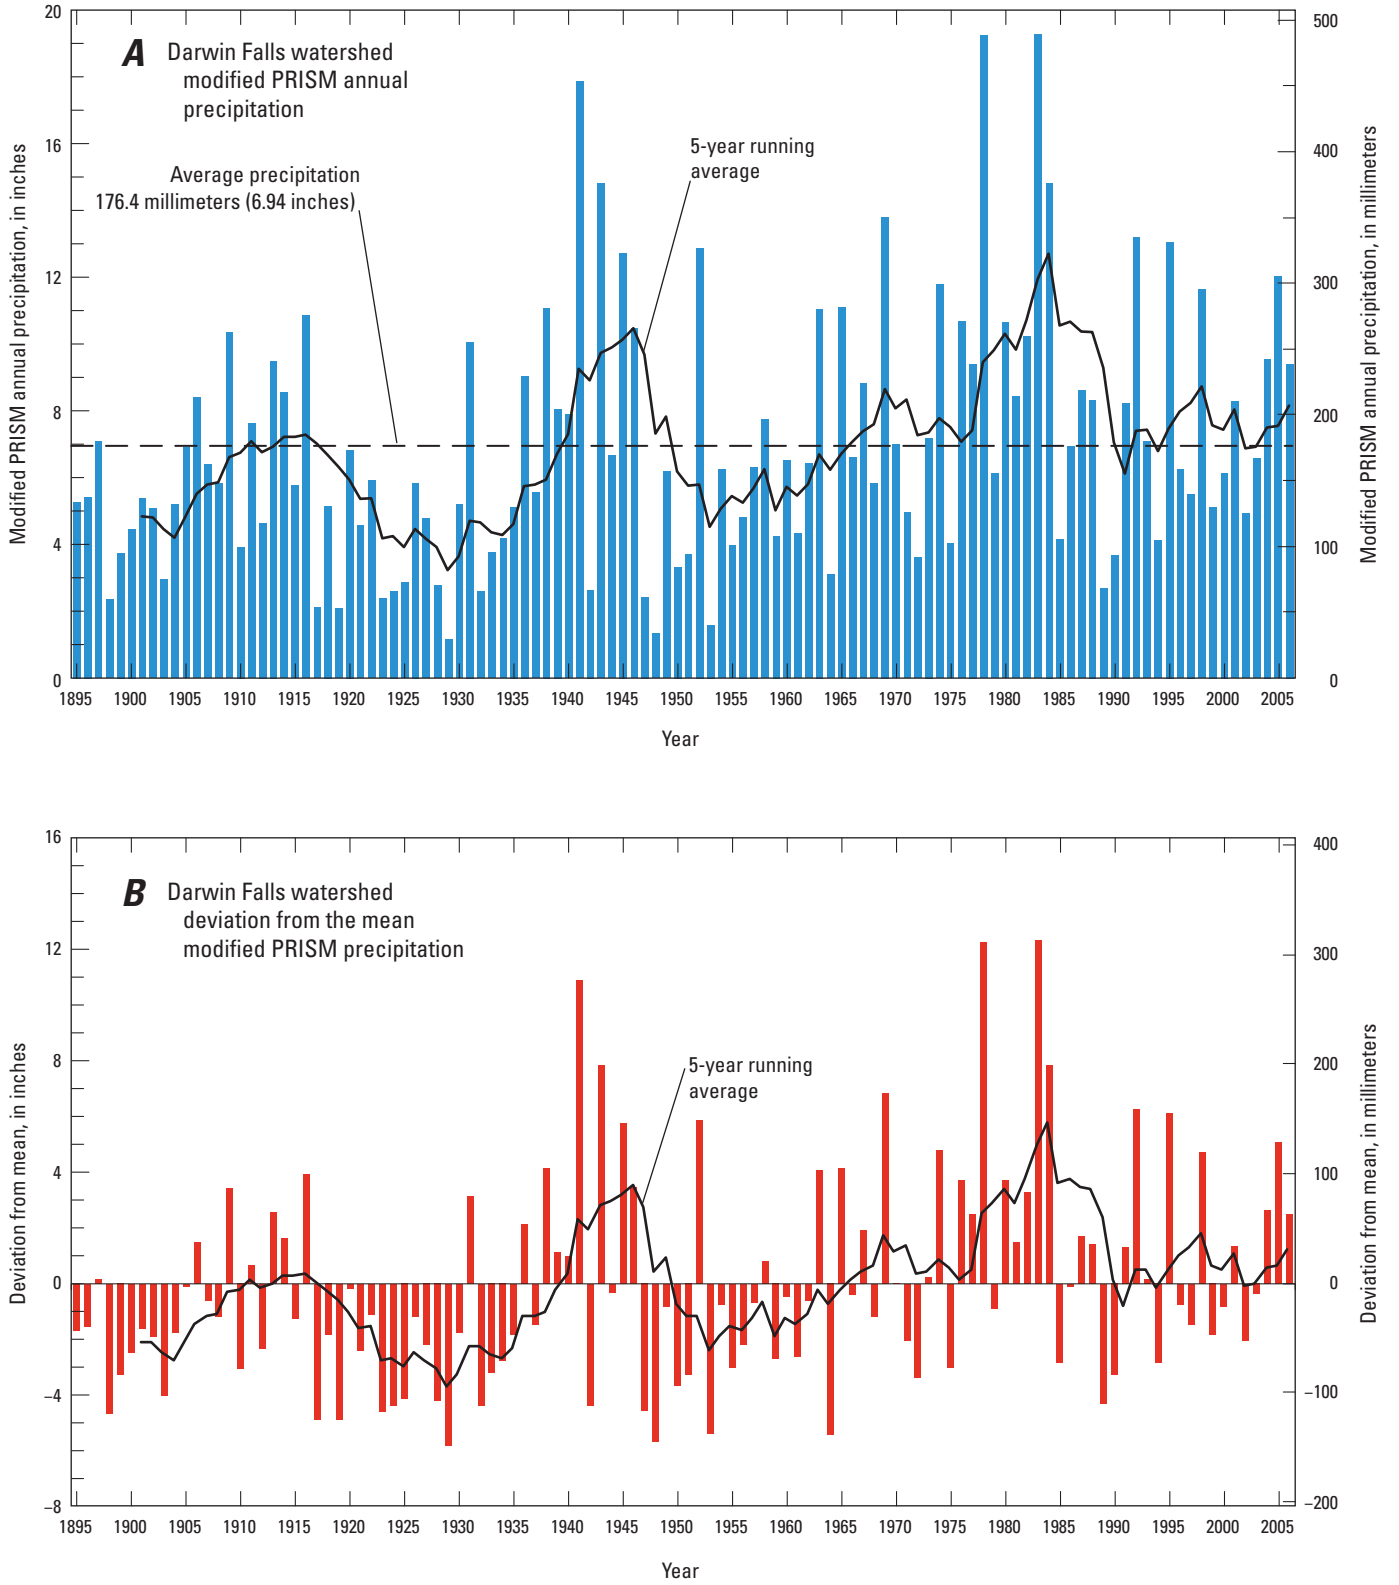 A Darwin Falls watershed
modified PRISM annual
precipitation
Average precipitation
176.4 millimeters (6.94 inches)
5-year running
average
Modified PRISM annual precipitation, in inches
20
16
12
8
4
0
Modified PRISM annual precipitation, in millimeters
500
400
300
200
100
0
1895 1900 1905 1910 1915 1920 1925 1930 1935 1940 1945 1950 1955 1960 1965 1970 1975 1980 1985 1990 1995 2000 2005
Year
B Darwin Falls watershed
deviation from the mean
modified PRISM precipitation
5-year running
average
Deviation from mean, in inches
16
12
8
4
0
−4
−8
Deviation from mean, in millimeters
400
300
200
100
0
−100
−200
1895 1900 1905 1910 1915 1920 1925 1930 1935 1940 1945 1950 1955 1960 1965 1970 1975 1980 1985 1990 1995 2000 2005
Year